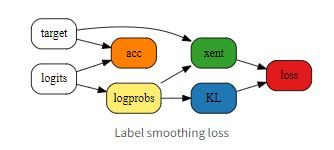 target
acc
xent
loss
logits
logprobs
KL
Label smoothing loss